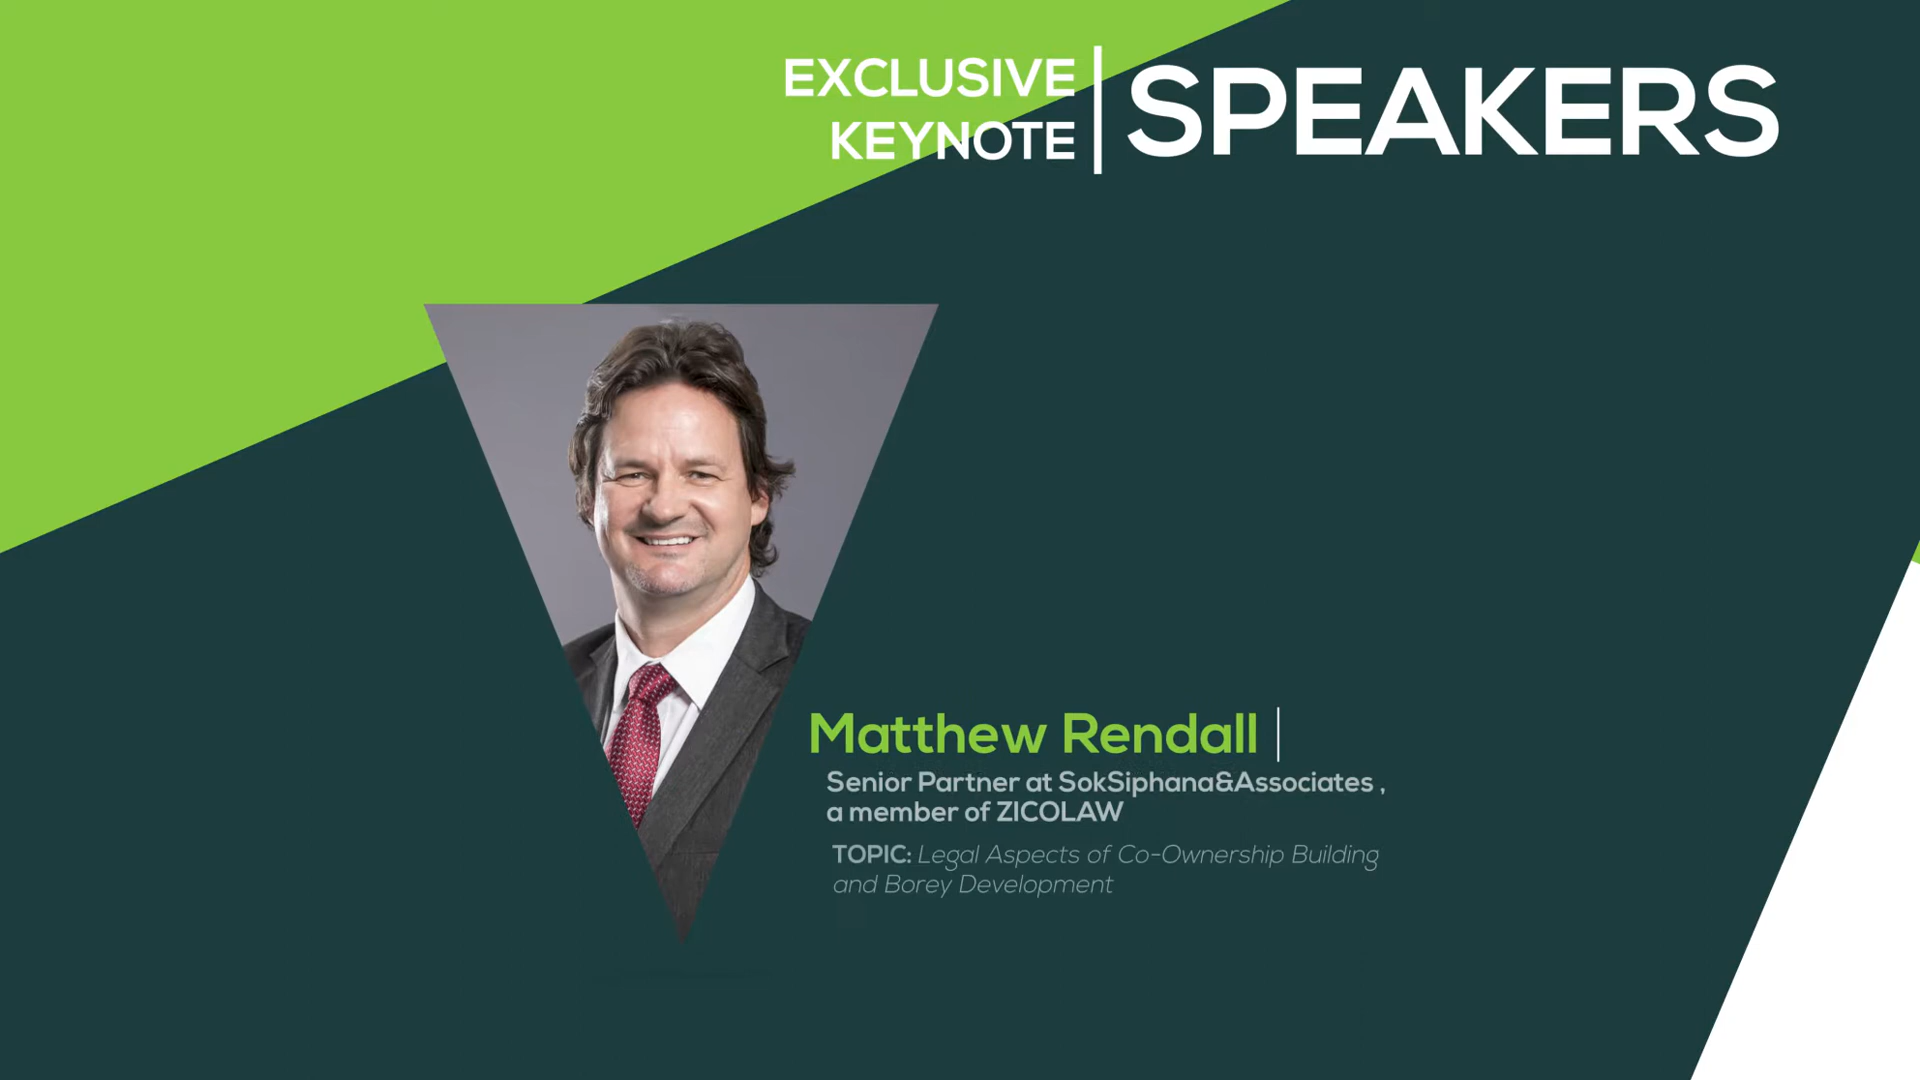 EXCLUSIVE
KEYNOTE
SPEAKERS
Matthew Rendall
Senior Partner at SokSiphana&Associates ,
a member of ZICOLAW
TOPIC: Legal Aspects of Co-Ownership Building
and Borey Development